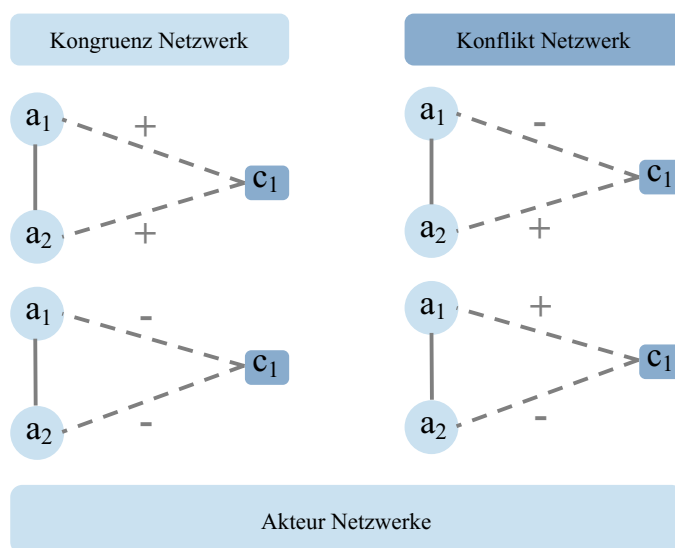 Kongruenz Netzwerk
Konflikt Netzwerk
a1
+
c1
+
a2
a1
-
c1
+
a2
a1
-
c1
-
a2
a1
+
c1
-
a2
Akteur Netzwerke